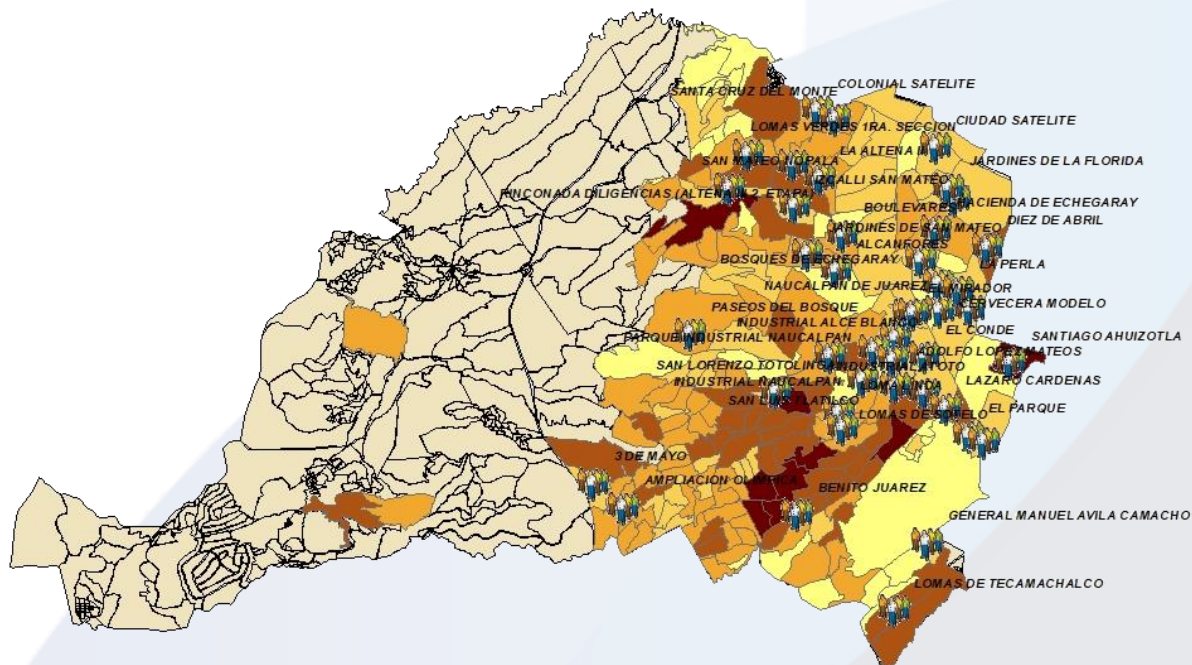 COLONIAL SATELITE
SANTA CRUZ DEL MONTE
CIUDAD SATELITE
LOMAS VERDES 1RA. SECCION
LA ALTENA II
JARDINES DE LA FLORIDA
SAN MATEO NOPALA
IZCALLI SAN MATEO
RINCONADA DILIGENCIAS (ALTENA III 2. ETAPA)
HACIENDA DE ECHEGARAY
BOULEVARES
DIEZ DE ABRIL
JARDINES DE SAN MATEO
ALCANFORES
BOSQUES DE ECHEGARAY
LA PERLA
NAUCALPAN DE JUAREZ
EL MIRADOR
PASEOS DEL BOSQUE
CERVECERA MODELO
INDUSTRIAL ALCE BLANCO
EL CONDE
PARQUE INDUSTRIAL NAUCALPAN
SANTIAGO AHUIZOTLA
ADOLFO LOPEZ MATEOS
SAN LORENZO TOTOLINGA
INDUSTRIAL ATOTO
INDUSTRIAL NAUCALPAN
LOMA LINDA
LAZARO CARDENAS
SAN LUIS TLATILCO
EL PARQUE
LOMAS DE SOTELO
3 DE MAYO
AMPLIACION OLIMPICA
BENITO JUAREZ
GENERAL MANUEL AVILA CAMACHO
LOMAS DE TECAMACHALCO